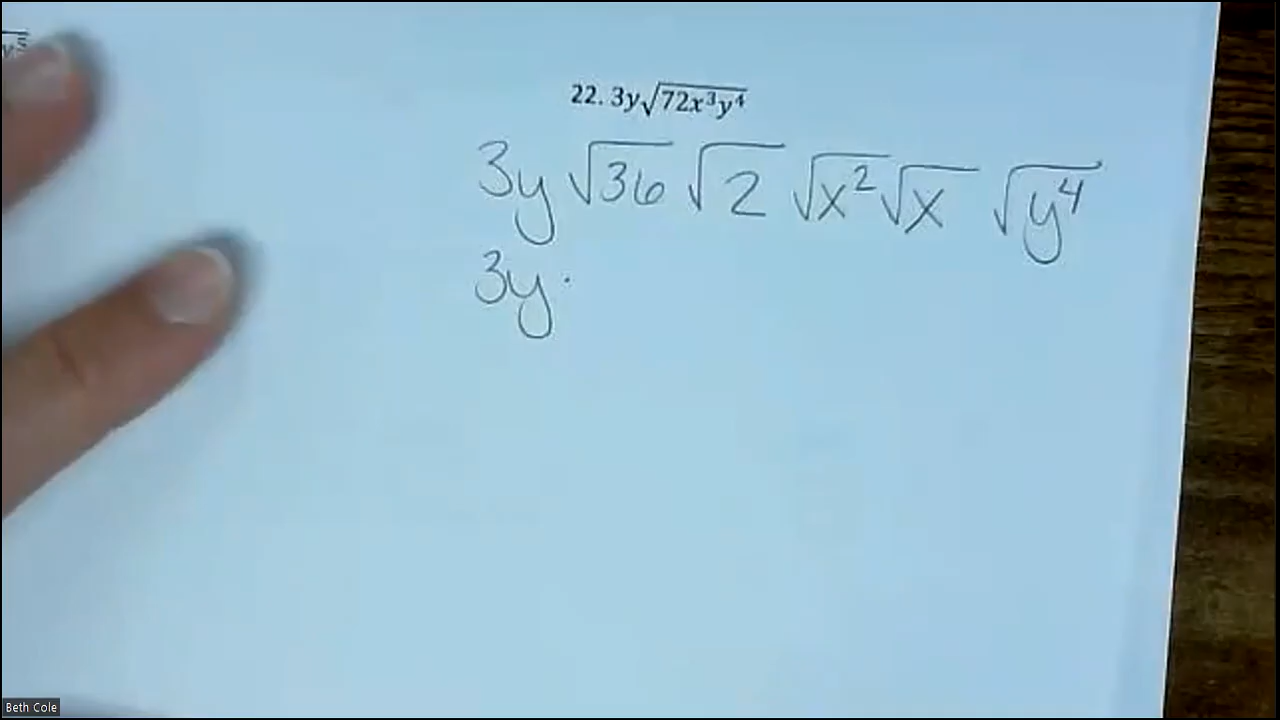 22. 3y√72x³y⁴
3y √36 √2 √x² √x √y⁴
3y ·
Beth Cole